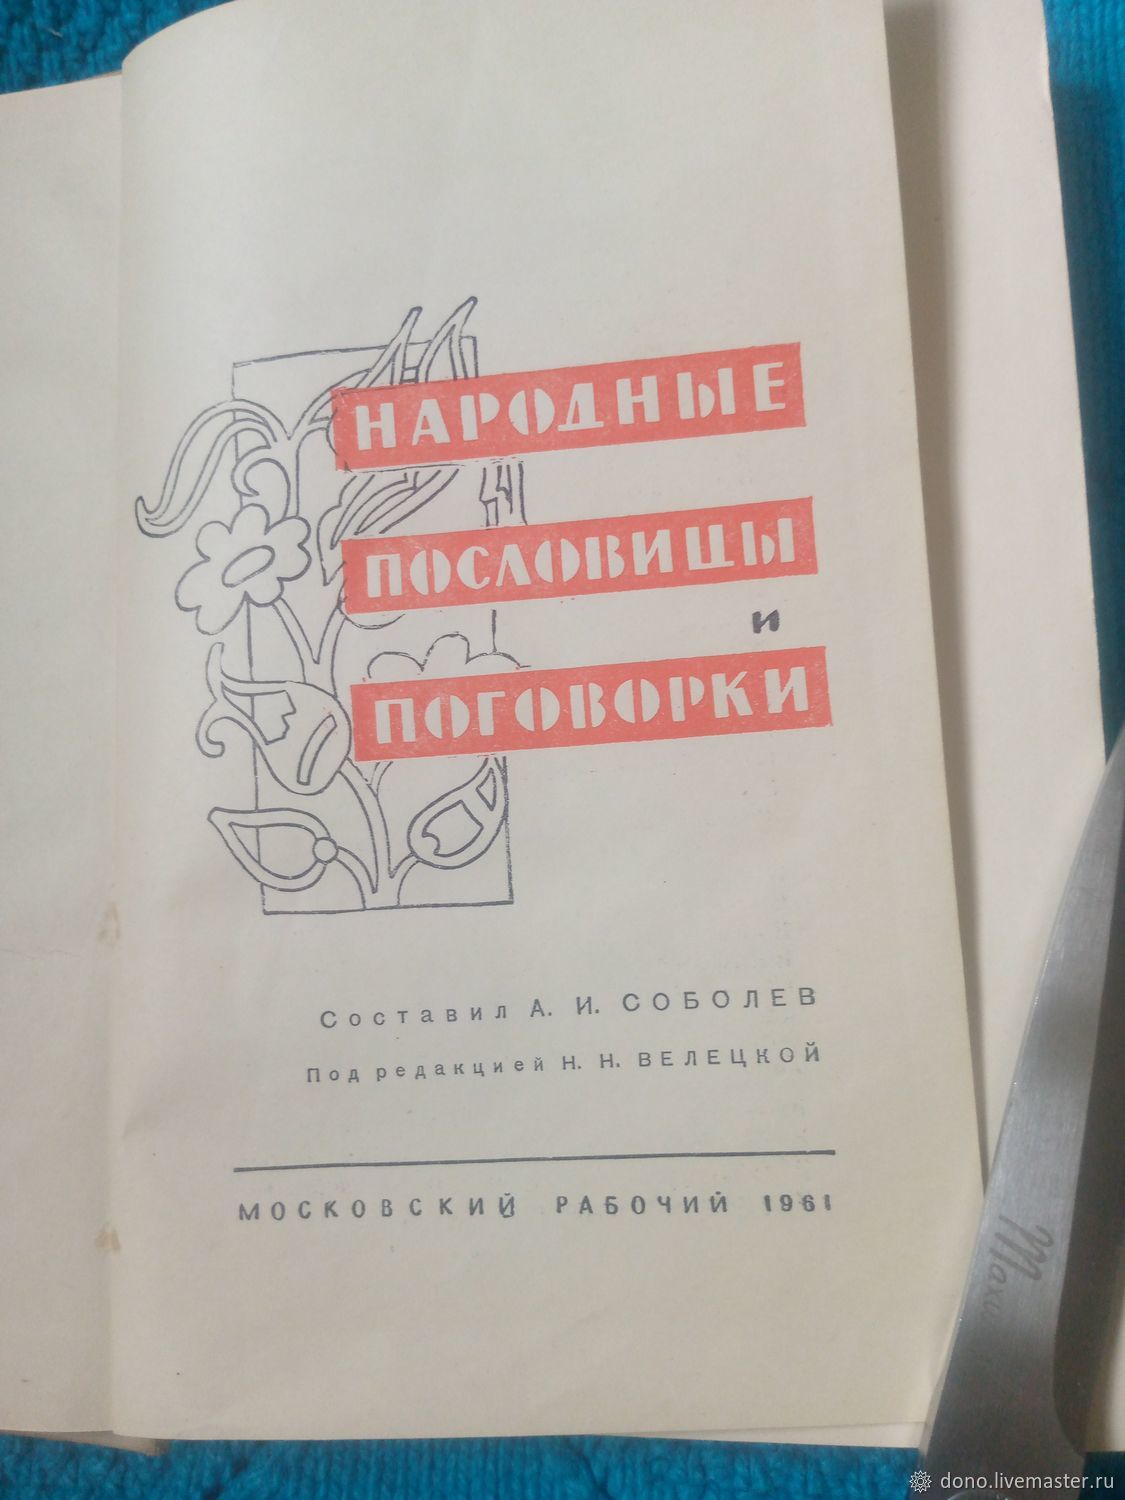 НАРОДНЫЕ
ПОСЛОВИЦЫ
и
ПОГОВОРКИ
Составил А. И. СОБОЛЕВ
Под редакцией Н. Н. ВЕЛЕЦКОЙ
МОСКОВСКИЙ РАБОЧИЙ 1961
dono.livemaster.ru